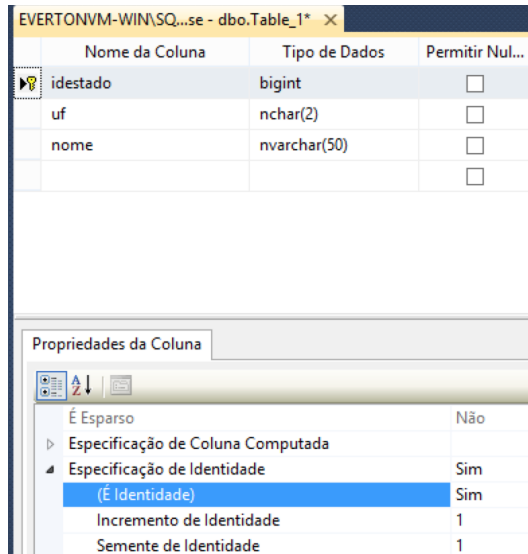 EVERTONVM-WIN\SQ...se - dbo.Table_1*
Nome da Coluna Tipo de Dados Permitir Nul...
idestado bigint
uf nchar(2)
nome nvarchar(50)
Propriedades da Coluna
É Esparso Não
Especificação de Coluna Computada
Especificação de Identidade Sim
(É Identidade) Sim
Incremento de Identidade 1
Semente de Identidade 1